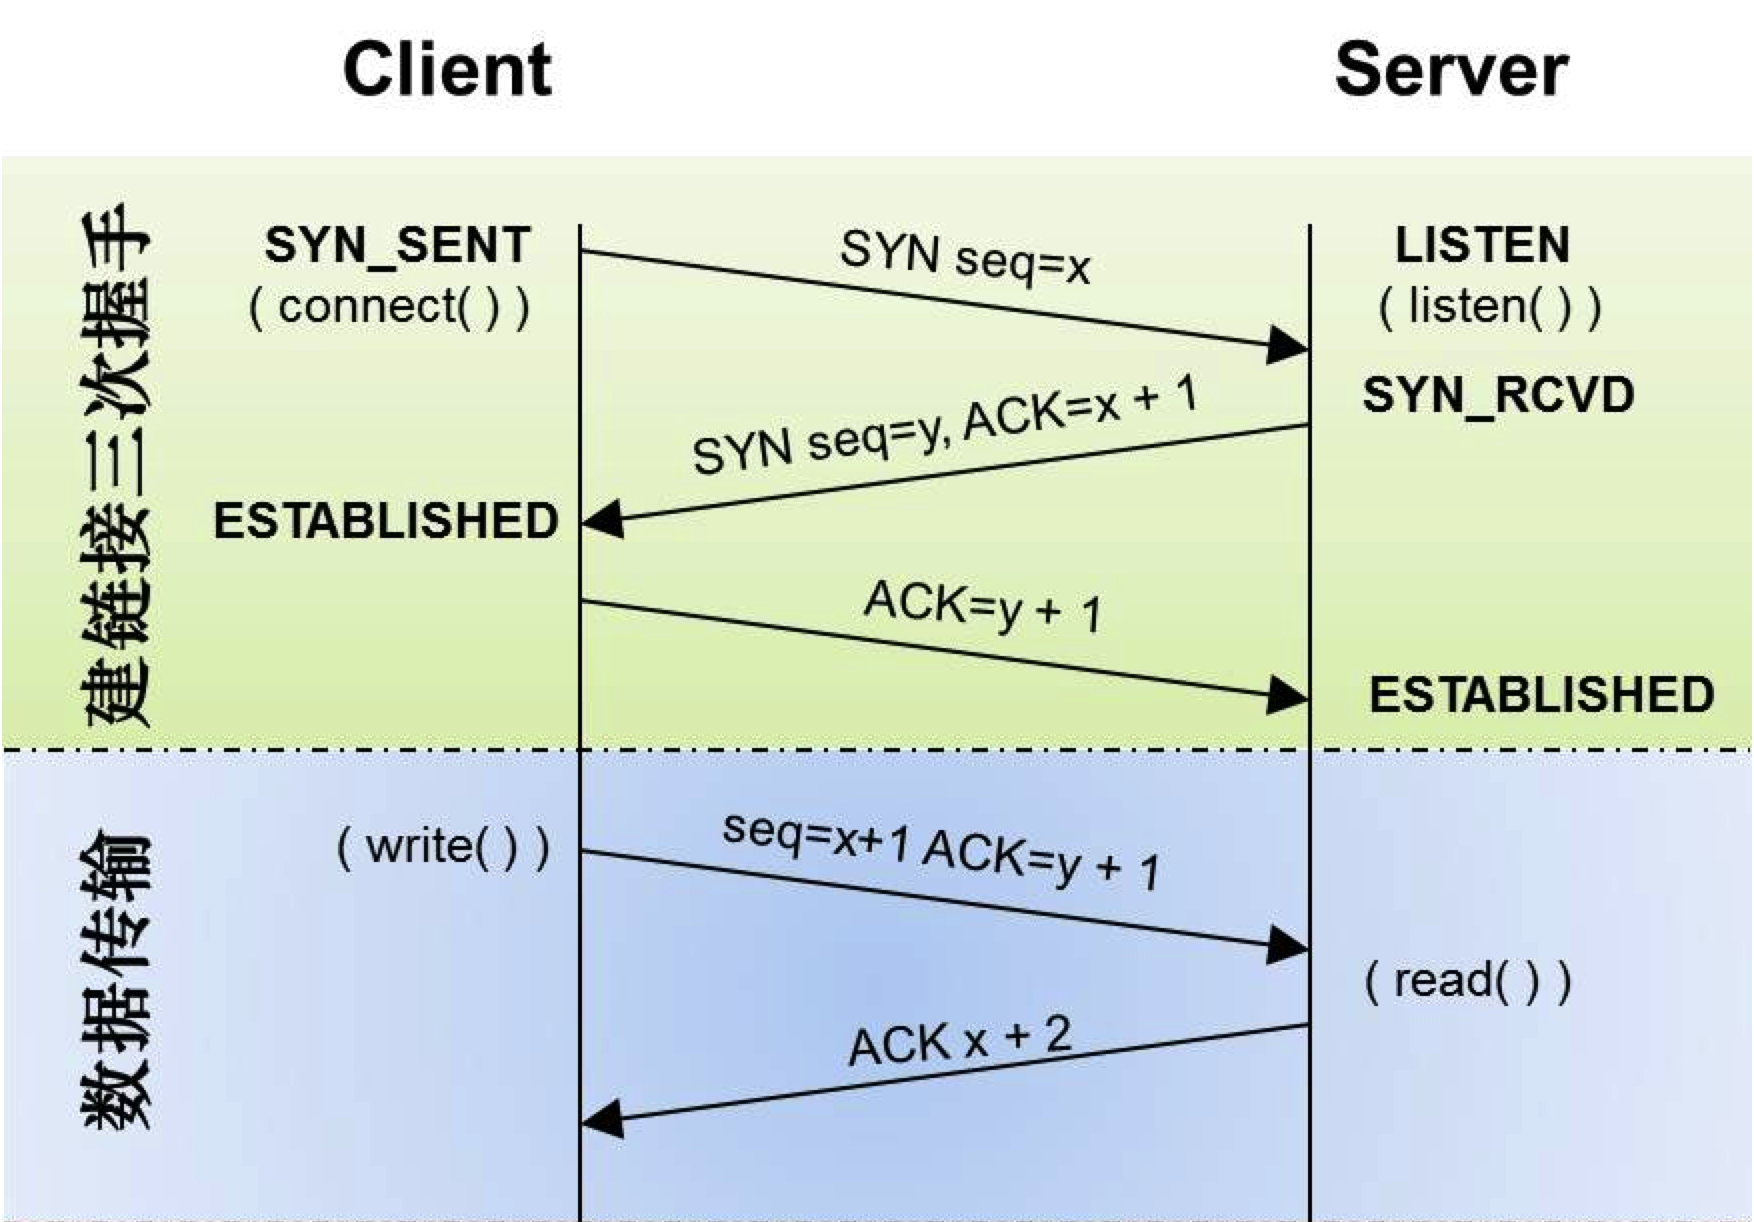 Client
Server
建链接三次握手
SYN_SENT
( connect( ) )
SYN seq=x
LISTEN
( listen( ) )
SYN_RCVD
SYN seq=y, ACK=x + 1
ESTABLISHED
ACK=y + 1
ESTABLISHED
数据传输
( write( ) )
seq=x+1 ACK=y + 1
( read( ) )
ACK x + 2